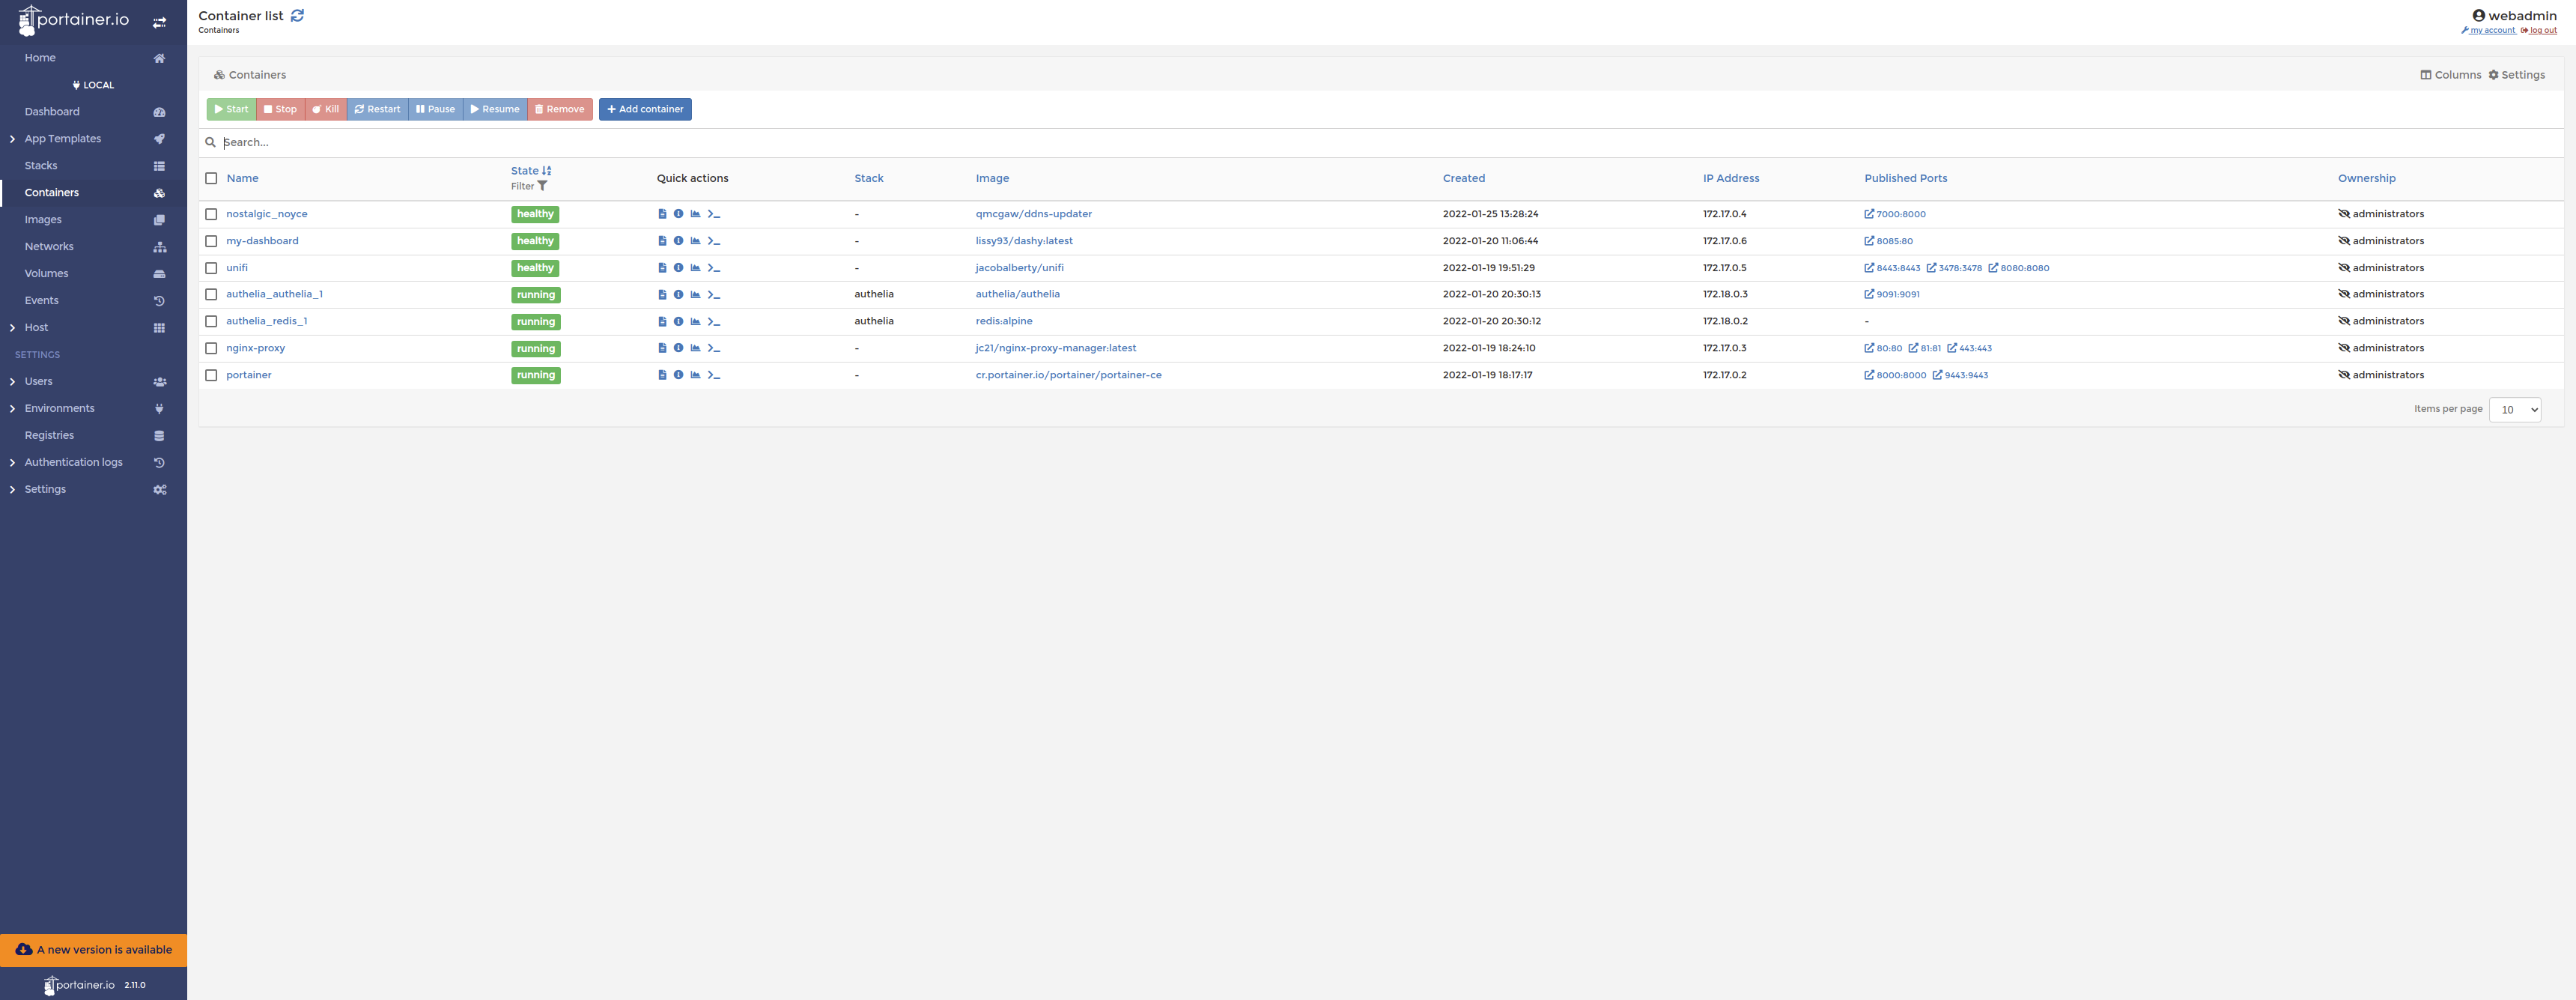 portainer.io
Home
LOCAL
Dashboard
App Templates
Stacks
Containers
Images
Networks
Volumes
Events
Host
SETTINGS
Users
Environments
Registries
Authentication logs
Settings
A new version is available
portainer.io 2.11.0
Container list
Containers
webadmin
my account log out
Containers
Columns Settings
Start Stop Kill Restart Pause Resume Remove Add container
Search...
Name State Filter Quick actions Stack Image Created IP Address Published Ports Ownership
nostalgic_noyce healthy - qmcgaw/ddns-updater 2022-01-25 13:28:24 172.17.0.4 7000:8000 administrators
my-dashboard healthy - lissy93/dashy:latest 2022-01-20 11:06:44 172.17.0.6 8085:80 administrators
unifi healthy - jacobalberty/unifi 2022-01-19 19:51:29 172.17.0.5 8443:8443 3478:3478 8080:8080 administrators
authelia_authelia_1 running authelia authelia/authelia 2022-01-20 20:30:13 172.18.0.3 9091:9091 administrators
authelia_redis_1 running authelia redis:alpine 2022-01-20 20:30:12 172.18.0.2 - administrators
nginx-proxy running - jc21/nginx-proxy-manager:latest 2022-01-19 18:24:10 172.17.0.3 80:80 81:81 443:443 administrators
portainer running - cr.portainer.io/portainer/portainer-ce 2022-01-19 18:17:17 172.17.0.2 8000:8000 9443:9443 administrators
Items per page 10